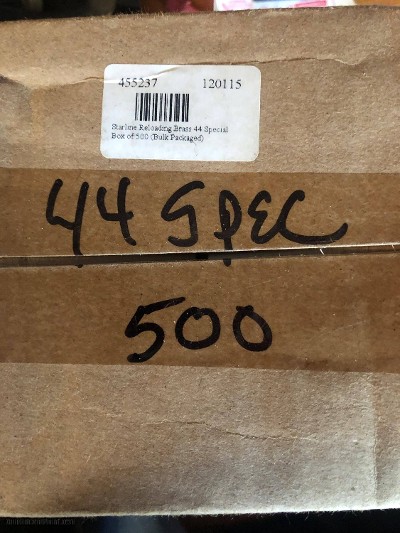 455237 120115
Starline Reloading Brass 44 Special
Box of 500 (Bulk Packaged)
44 SPEC
500